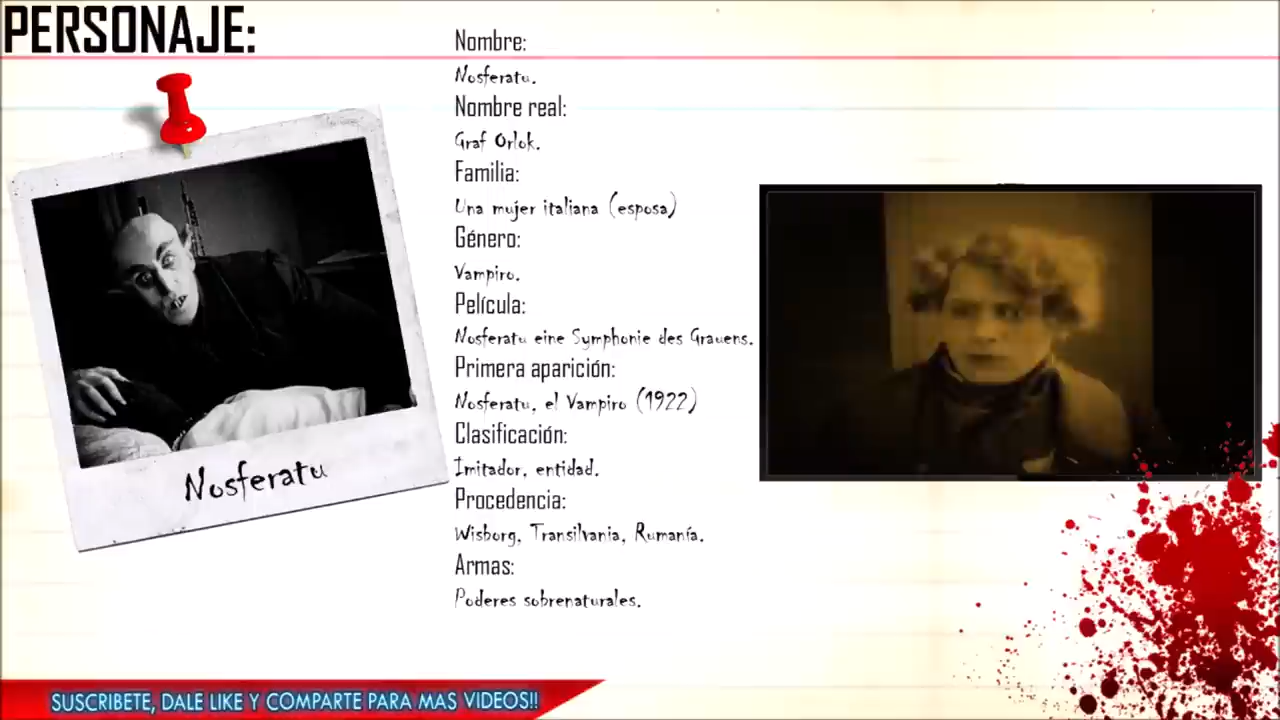 PERSONAJE:
Nombre:
Nosferatu.
Nombre real:
Graf Orlok.
Familia:
Una mujer italiana (esposa)
Género:
Vampiro.
Película:
Nosferatu eine Symphonie des Grauens.
Primera aparición:
Nosferatu, el Vampiro (1922)
Clasificación:
Imitador, entidad.
Procedencia:
Wisborg, Transilvania, Rumanía.
Armas:
Poderes sobrenaturales.
Nosferatu
SUSCRIBETE, DALE LIKE Y COMPARTE PARA MAS VIDEOS!!